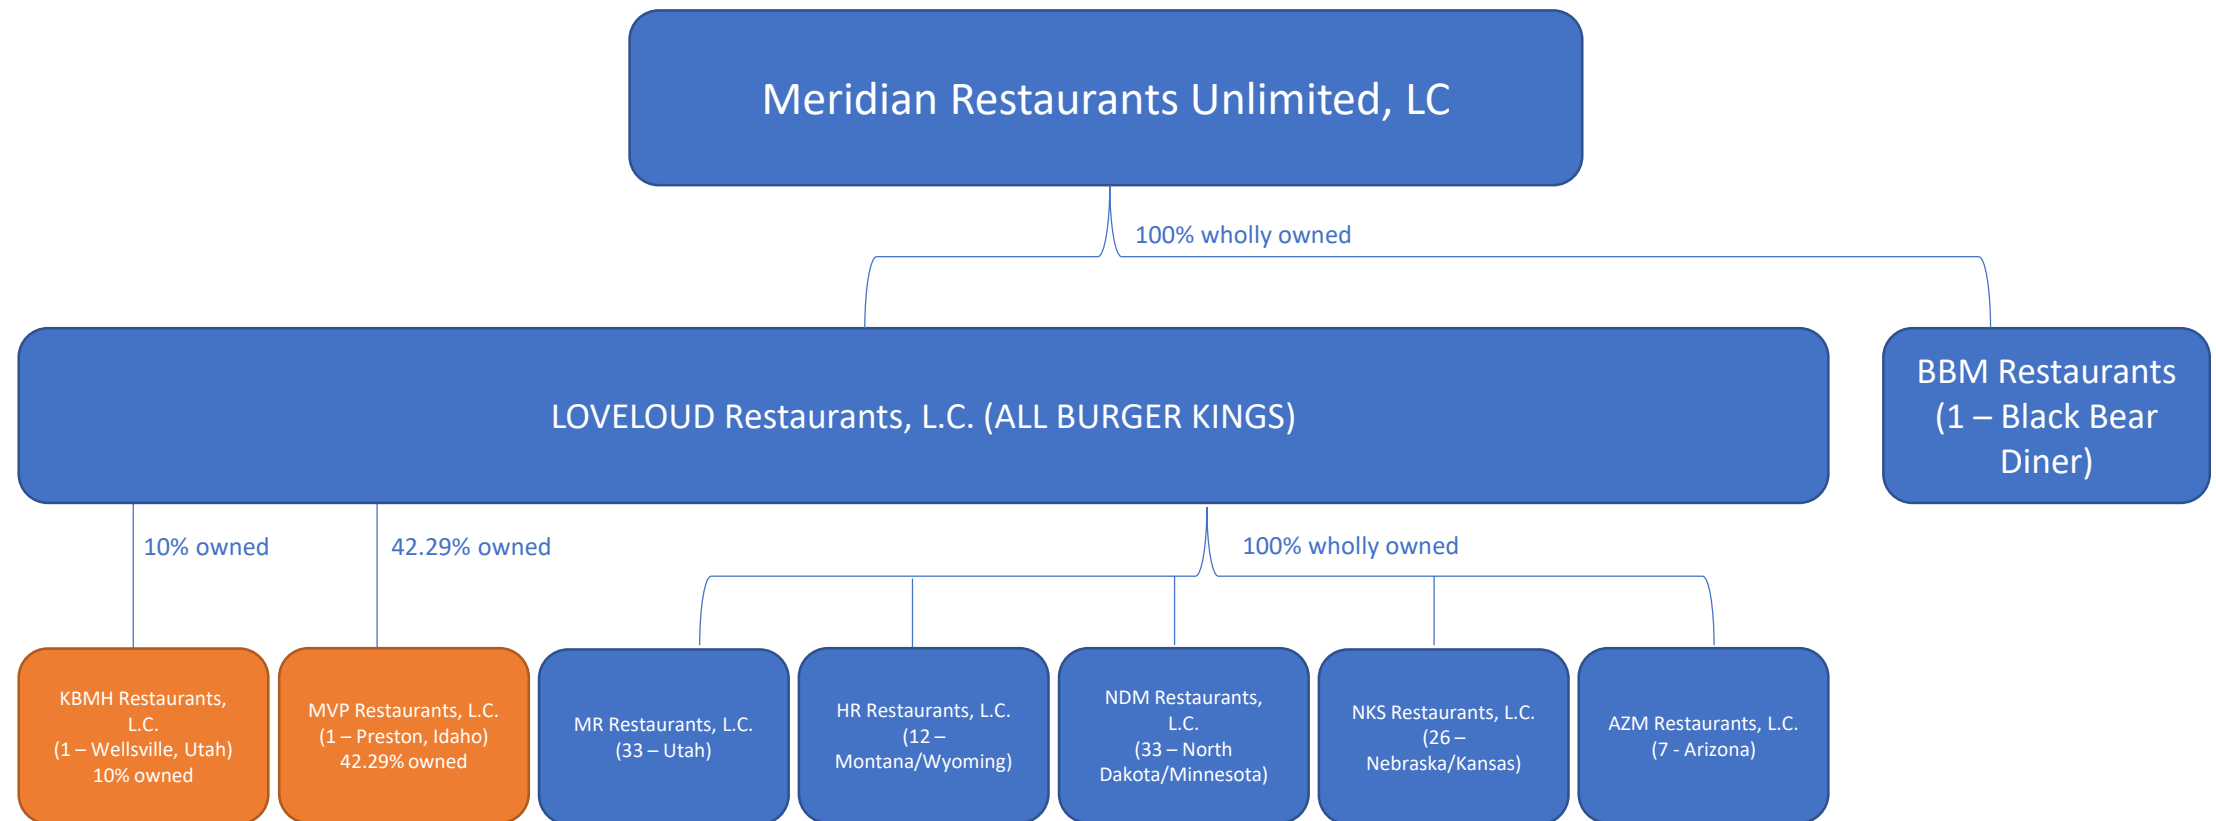 Meridian Restaurants Unlimited, LC
100% wholly owned
LOVELOUD Restaurants, L.C. (ALL BURGER KINGS)
BBM Restaurants
(1 – Black Bear
Diner)
10% owned
42.29% owned
100% wholly owned
KBMH Restaurants,
L.C.
(1 – Wellsville, Utah)
10% owned
MVP Restaurants, L.C.
(1 – Preston, Idaho)
42.29% owned
MR Restaurants, L.C.
(33 – Utah)
HR Restaurants, L.C.
(12 –
Montana/Wyoming)
NDM Restaurants,
L.C.
(33 – North
Dakota/Minnesota)
NKS Restaurants, L.C.
(26 –
Nebraska/Kansas)
AZM Restaurants, L.C.
(7 - Arizona)